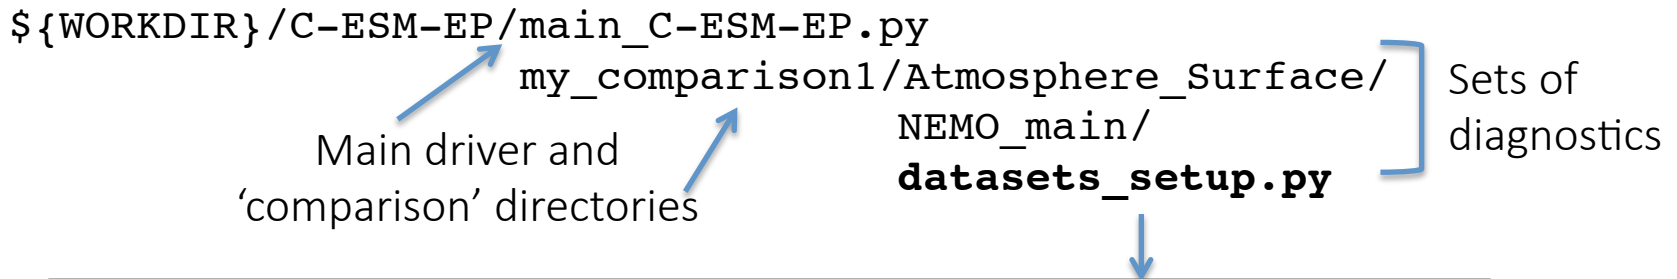 ${WORKDIR}/C-ESM-EP/main_C-ESM-EP.py
my_comparison1/Atmosphere_Surface/
NEMO_main/
datasets_setup.py
Main driver and
‘comparison’ directories
Sets of
diagnostics